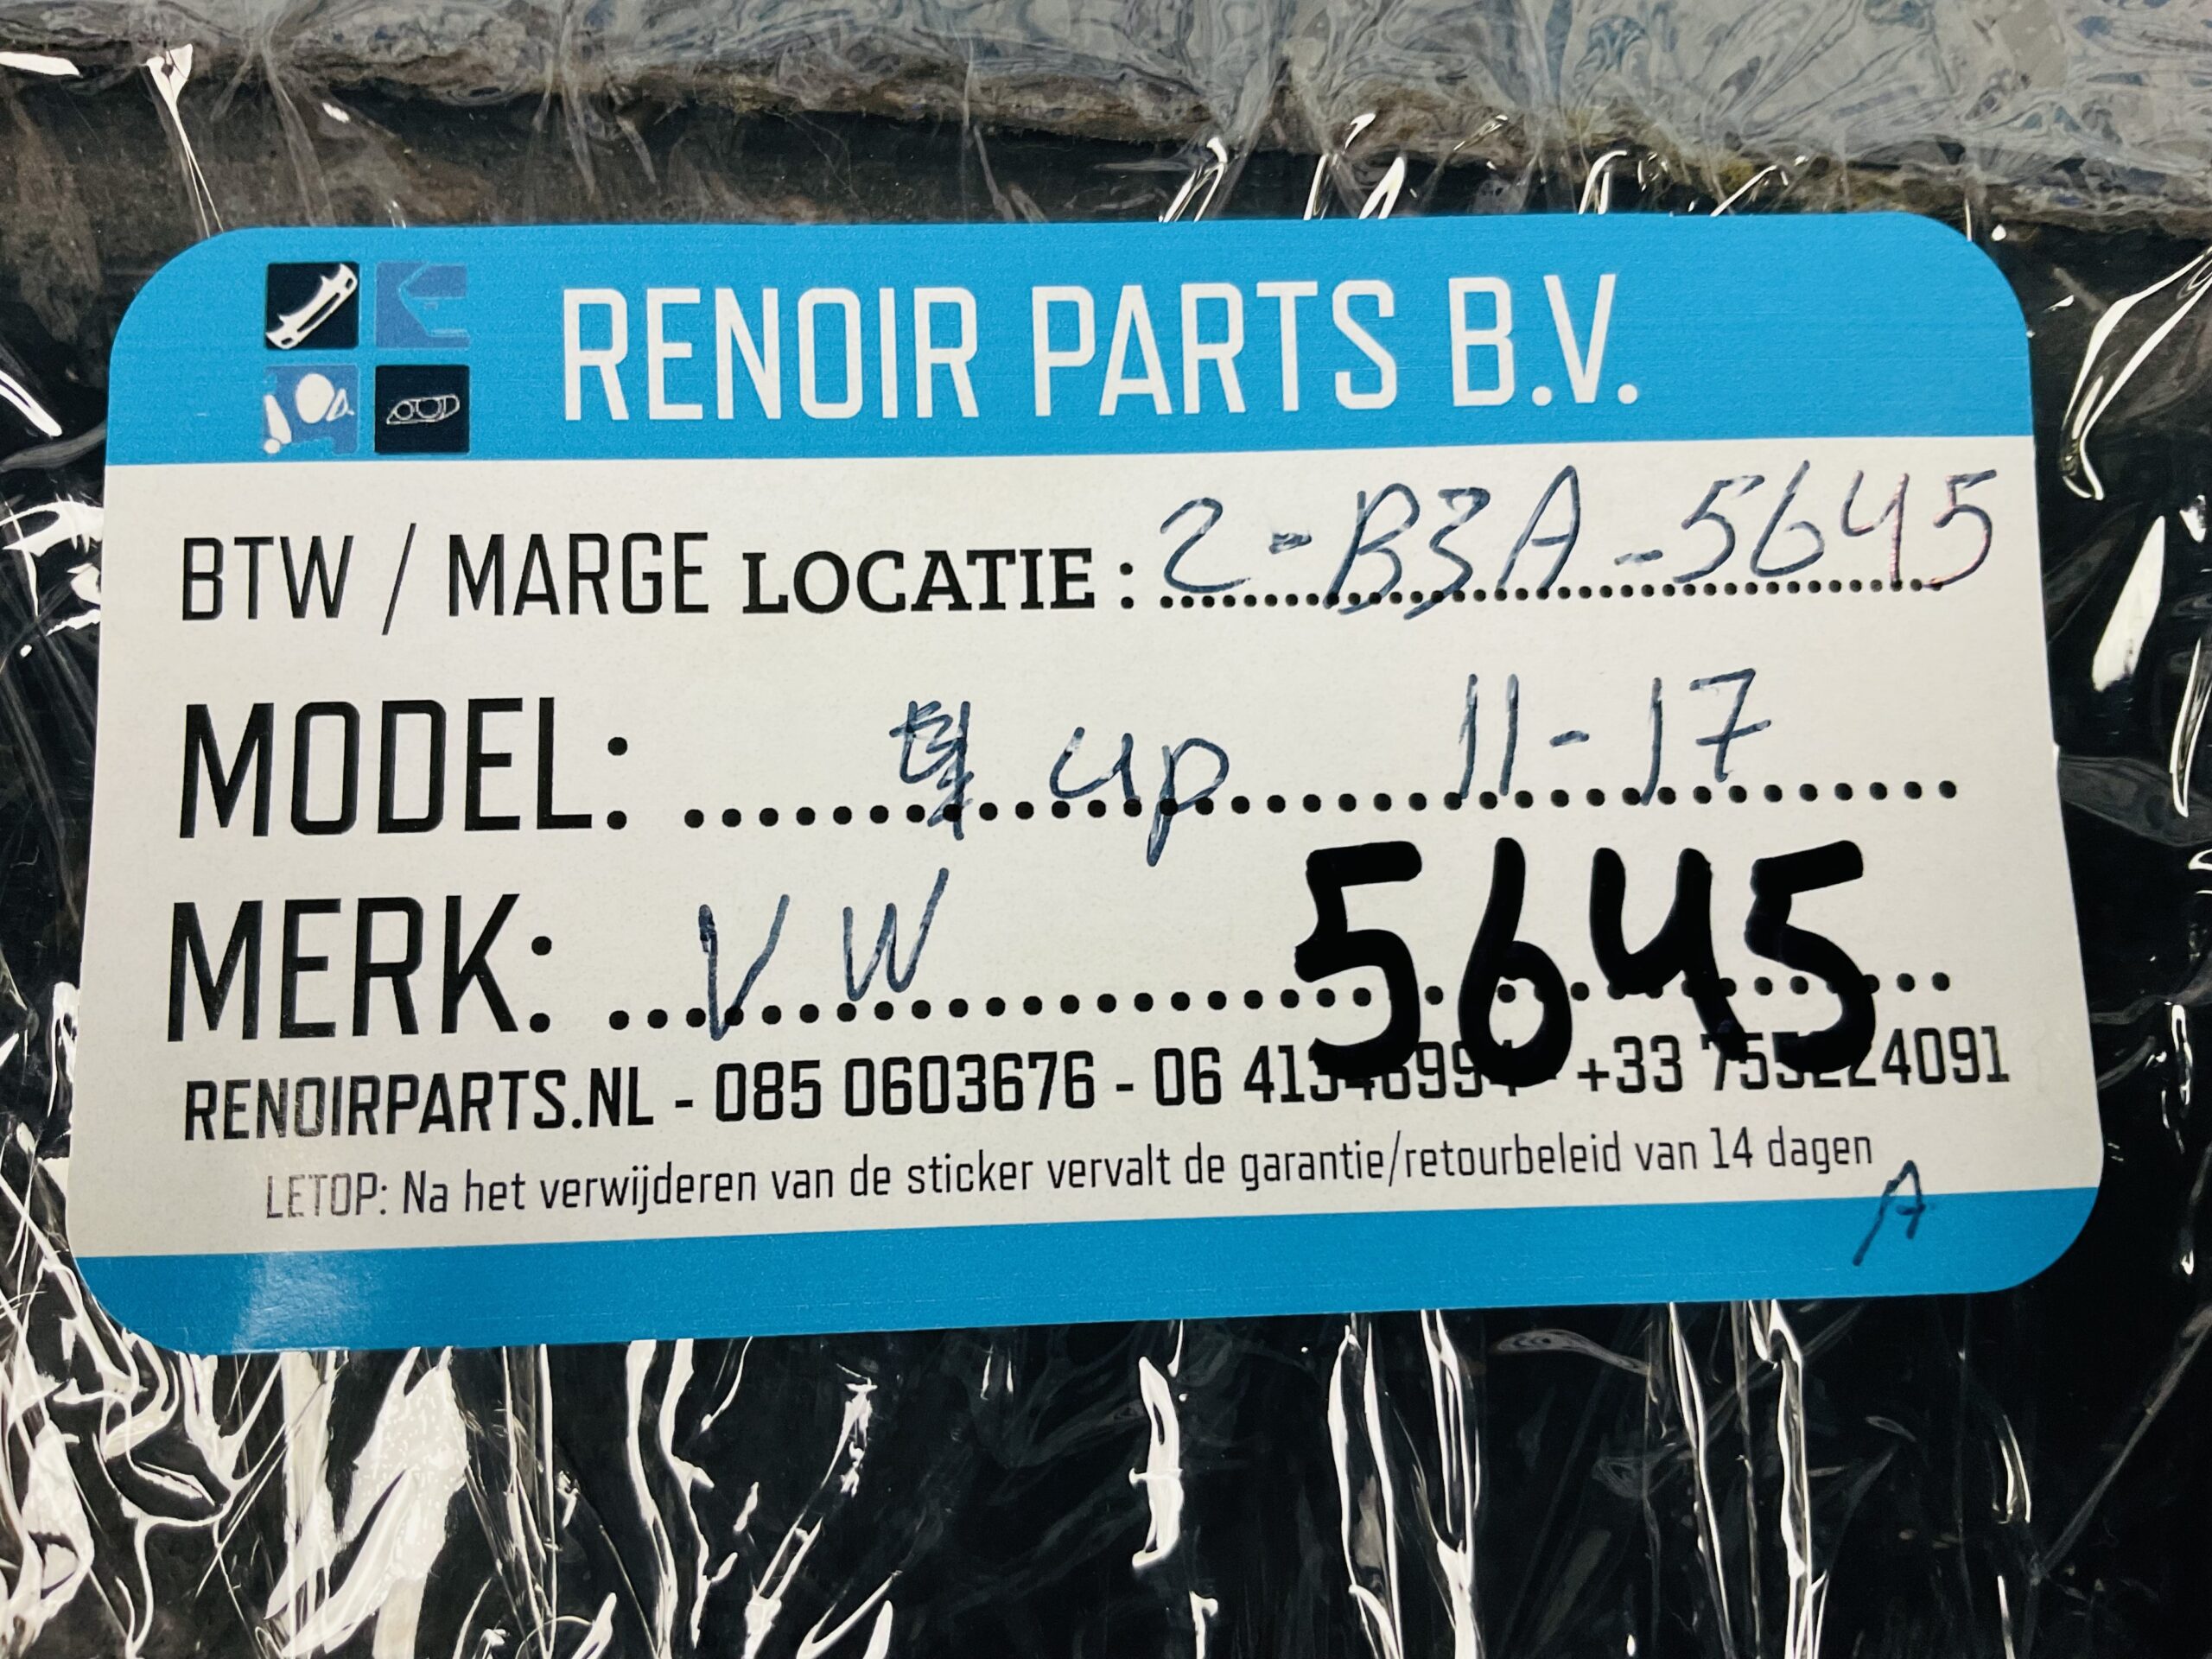 RENOIR PARTS B.V.
BTW / MARGE LOCATIE : 2-B3A-5645
MODEL: up 11-17
MERK: VW 5645
RENOIRPARTS.NL - 085 0603676 - 06 - +33
LETOP: Na het verwijderen van de sticker vervalt de garantie/retourbeleid van 14 dagen
A